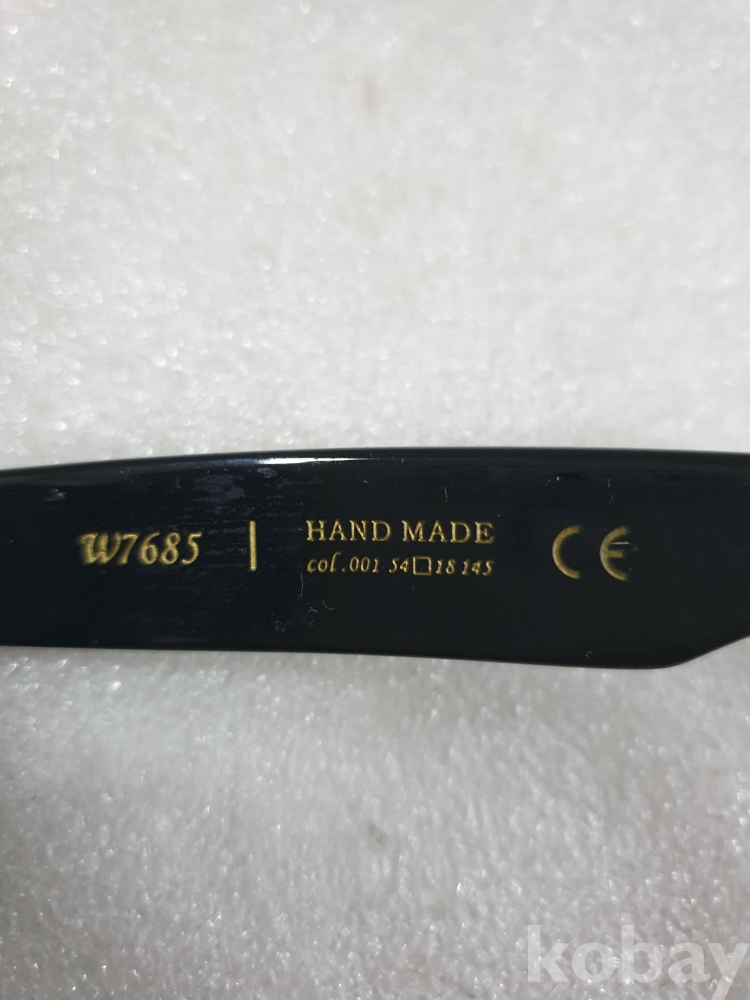 W7685 | HAND MADE
col.001 54□18 145
CE
kobay